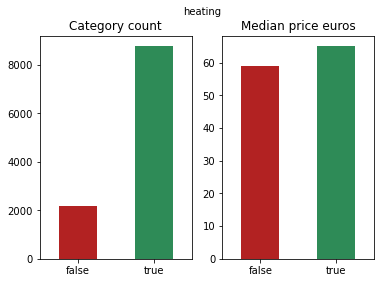 heating
Category count
Median price euros
8000
6000
4000
2000
0
false
true
60
50
40
30
20
10
0
false
true